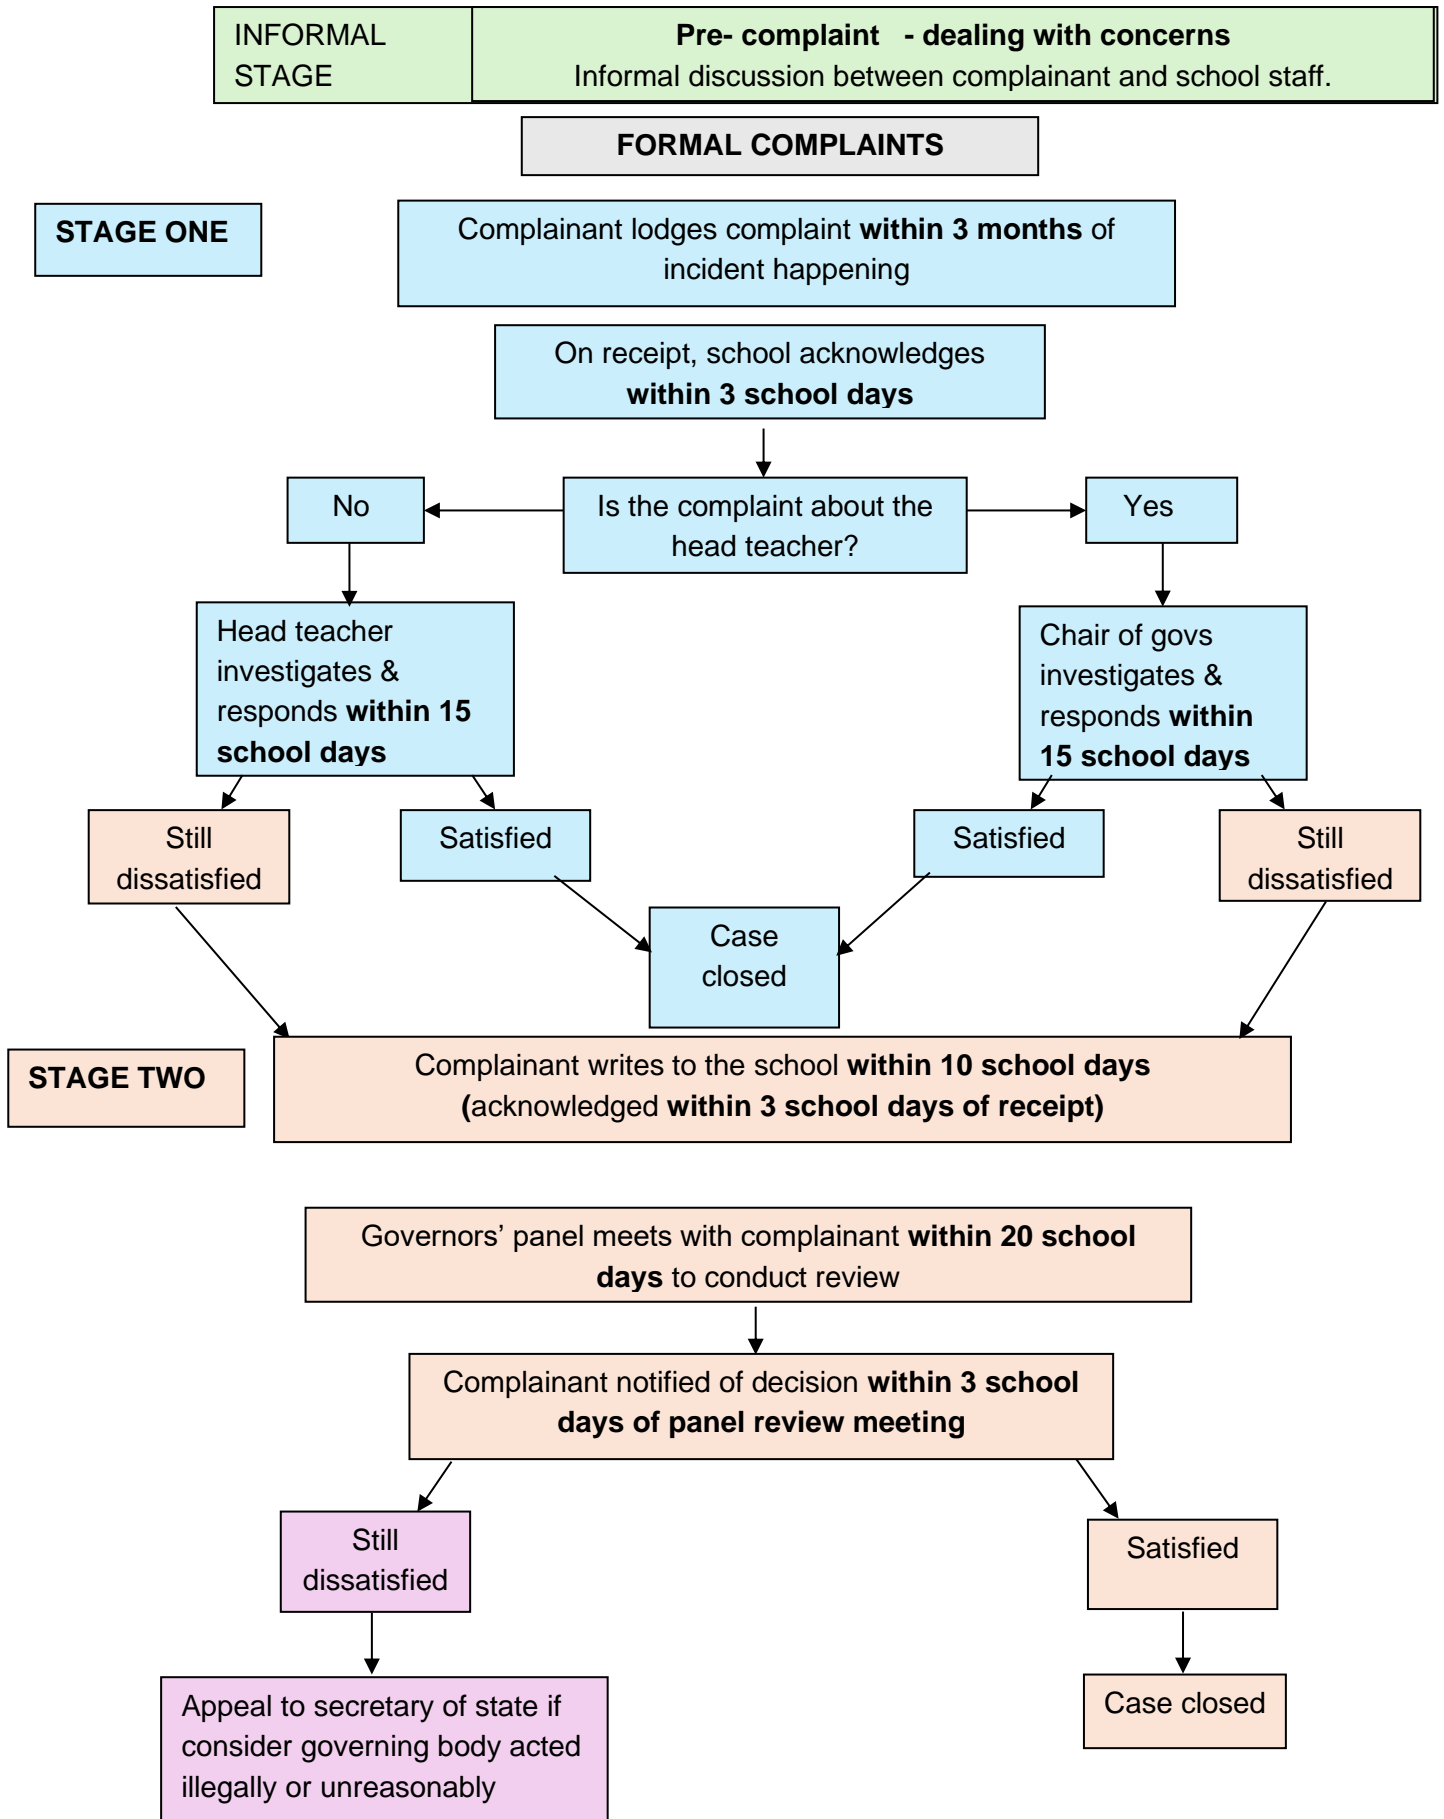 INFORMAL
STAGE
Pre- complaint   - dealing with concerns
Informal discussion between complainant and school staff.
FORMAL COMPLAINTS
STAGE ONE
Complainant lodges complaint within 3 months of
incident happening
On receipt, school acknowledges
within 3 school days
No
Is the complaint about the
head teacher?
Yes
Head teacher
investigates &
responds within 15
school days
Chair of govs
investigates &
responds within
15 school days
Still
dissatisfied
Satisfied
Satisfied
Still
dissatisfied
Case
closed
STAGE TWO
Complainant writes to the school within 10 school days
(acknowledged within 3 school days of receipt)
Governors’ panel meets with complainant within 20 school
days to conduct review
Complainant notified of decision within 3 school
days of panel review meeting
Still
dissatisfied
Satisfied
Appeal to secretary of state if
consider governing body acted
illegally or unreasonably
Case closed